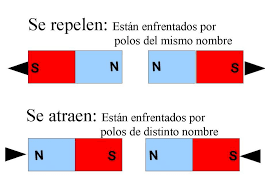 Se repelen: Están enfrentados por
polos del mismo nombre
S N N S
Se atraen: Están enfrentados por
polos de distinto nombre
N S N S